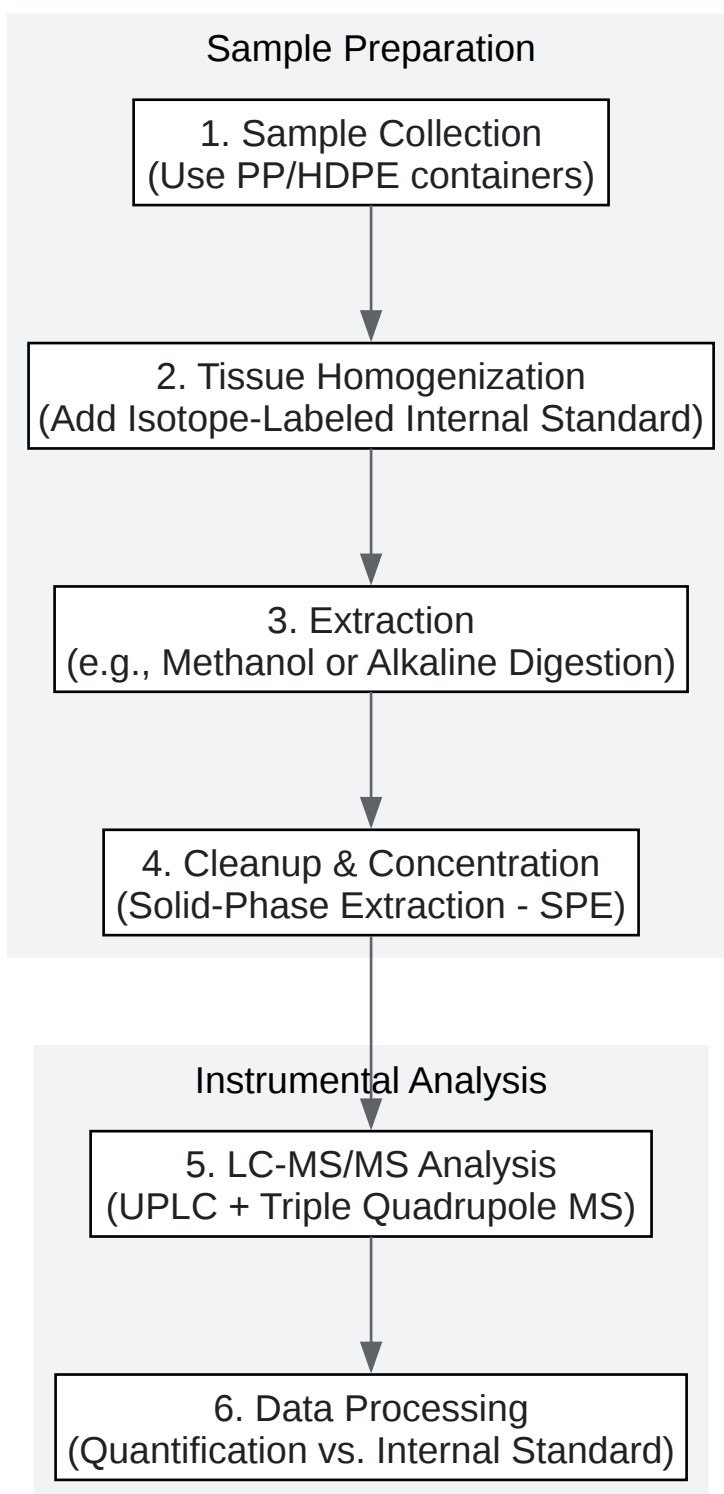 Sample Preparation
1. Sample Collection
(Use PP/HDPE containers)
2. Tissue Homogenization
(Add Isotope-Labeled Internal Standard)
3. Extraction
(e.g., Methanol or Alkaline Digestion)
4. Cleanup & Concentration
(Solid-Phase Extraction - SPE)
Instrumental Analysis
5. LC-MS/MS Analysis
(UPLC + Triple Quadrupole MS)
6. Data Processing
(Quantification vs. Internal Standard)